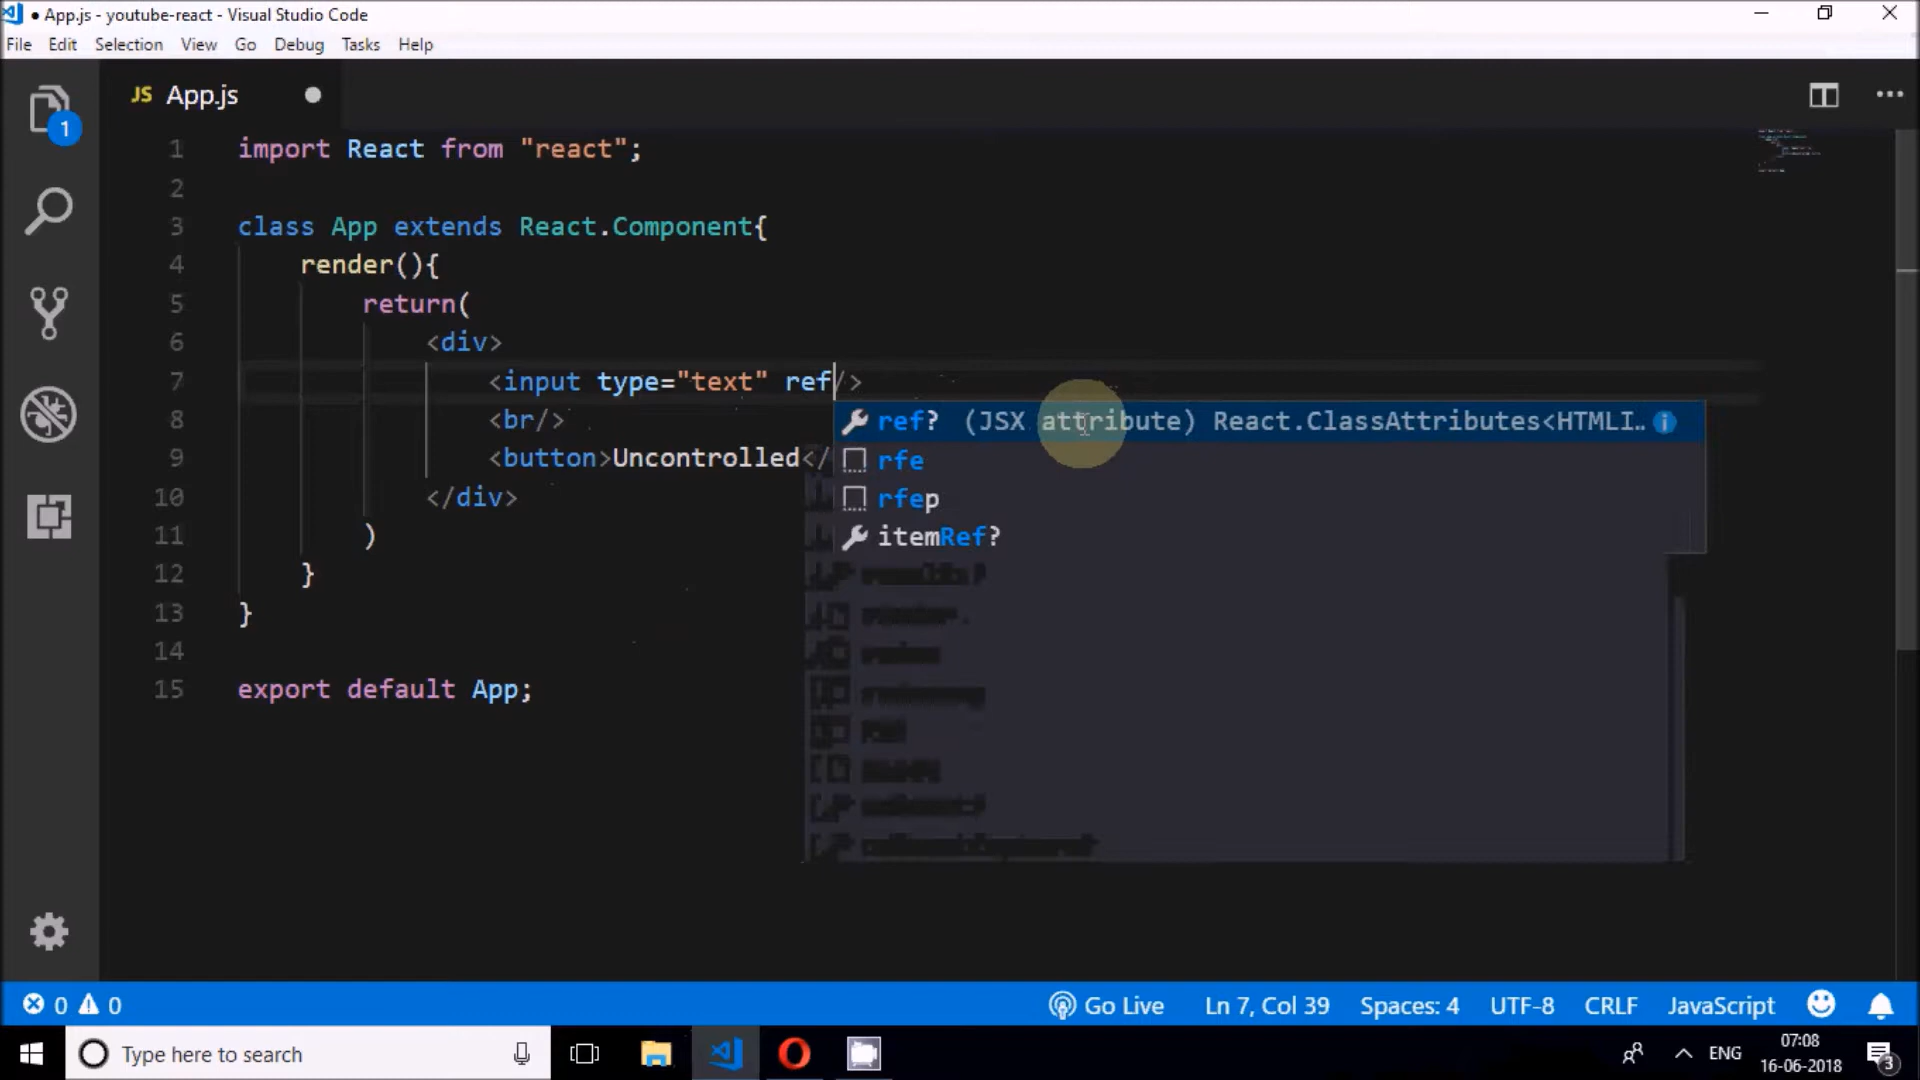 ● App.js - youtube-react - Visual Studio Code
File Edit Selection View Go Debug Tasks Help
JS App.js
1
1 import React from "react";
2
3 class App extends React.Component{
4 render(){
5 return(
6 <div>
7 <input type="text" ref/>
8 <br/>
9 <button>Uncontrolled</
10 </div>
11 )
12 }
13 }
14
15 export default App;
ref? (JSX attribute) React.ClassAttributes<HTMLI…
rfe
rfep
itemRef?
0 0 Go Live Ln 7, Col 39 Spaces: 4 UTF-8 CRLF JavaScript
Type here to search
ENG
07:08
16-06-2018
3